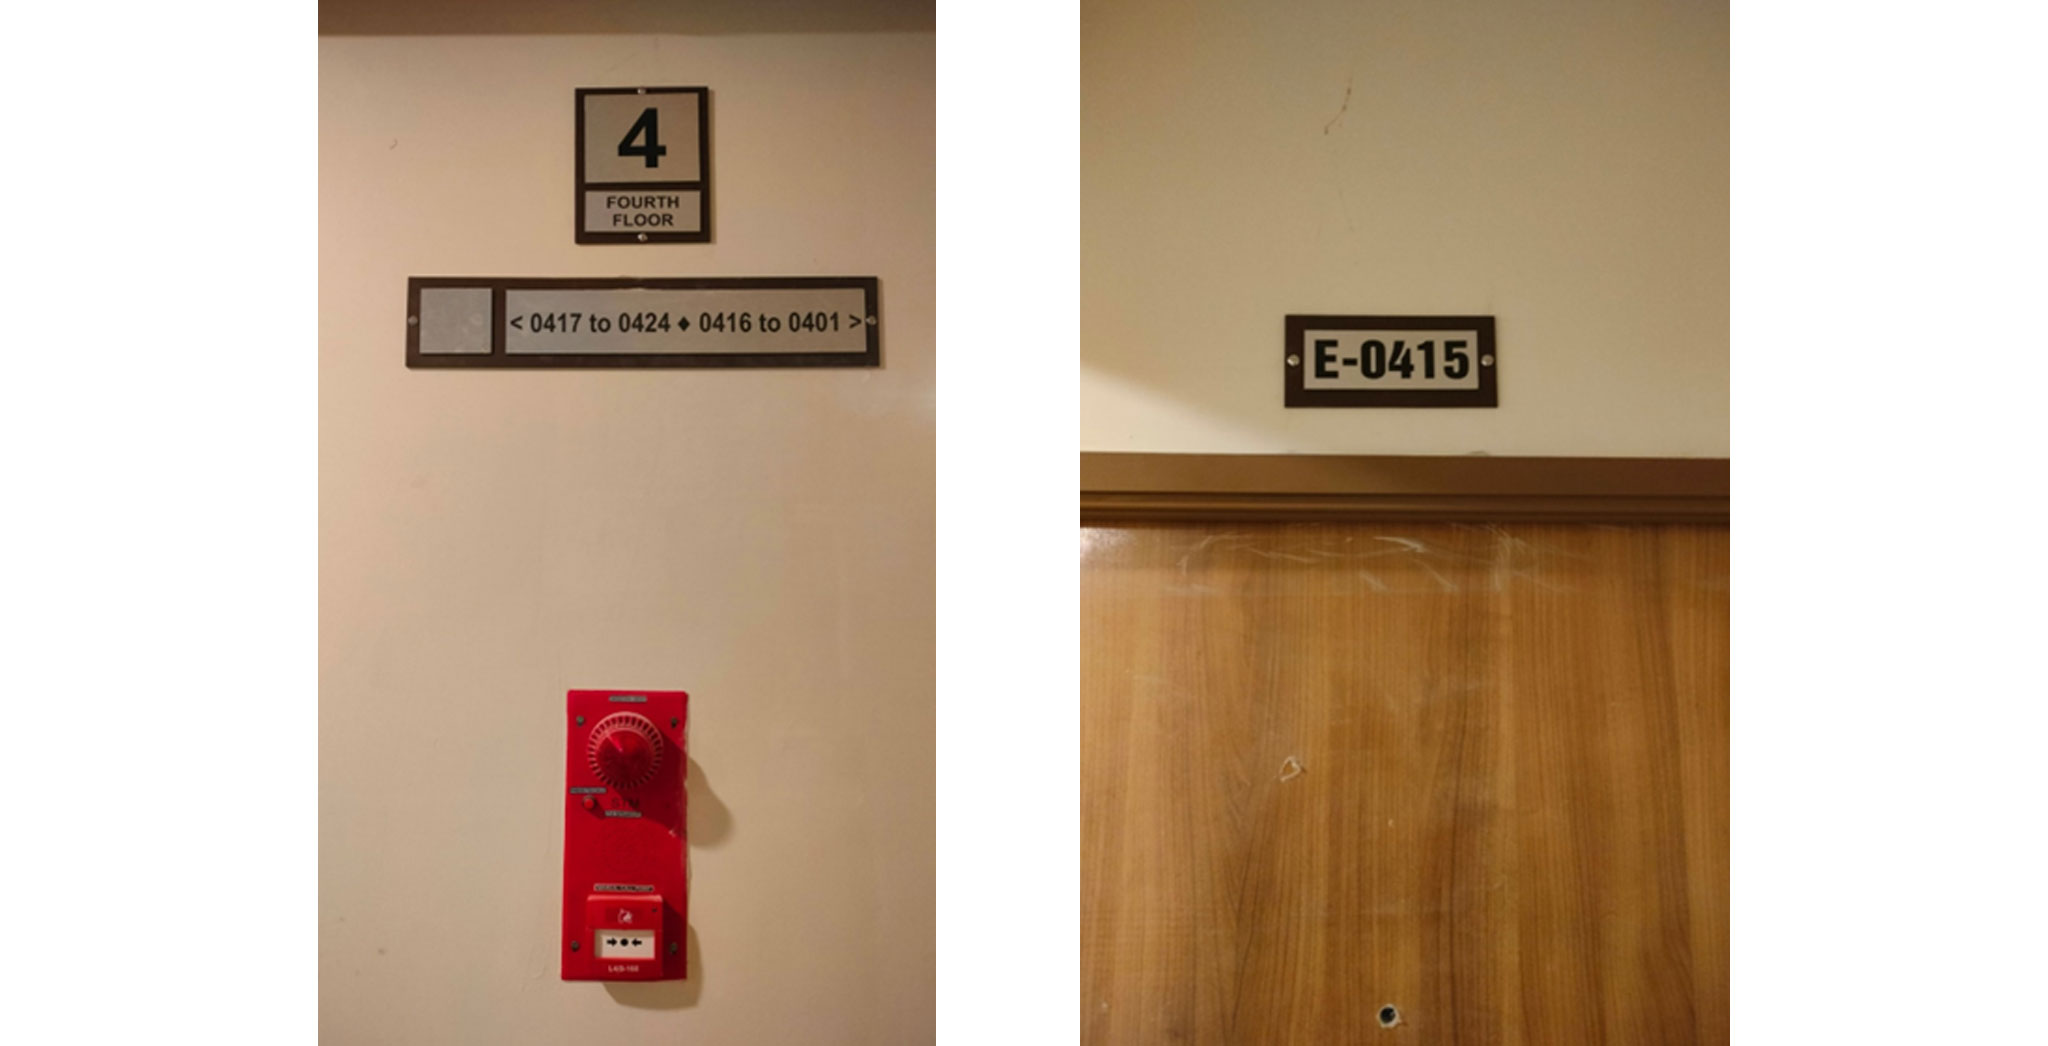 4
FOURTH
FLOOR
< 0417 to 0424 ♦ 0416 to 0401 >
E-0415